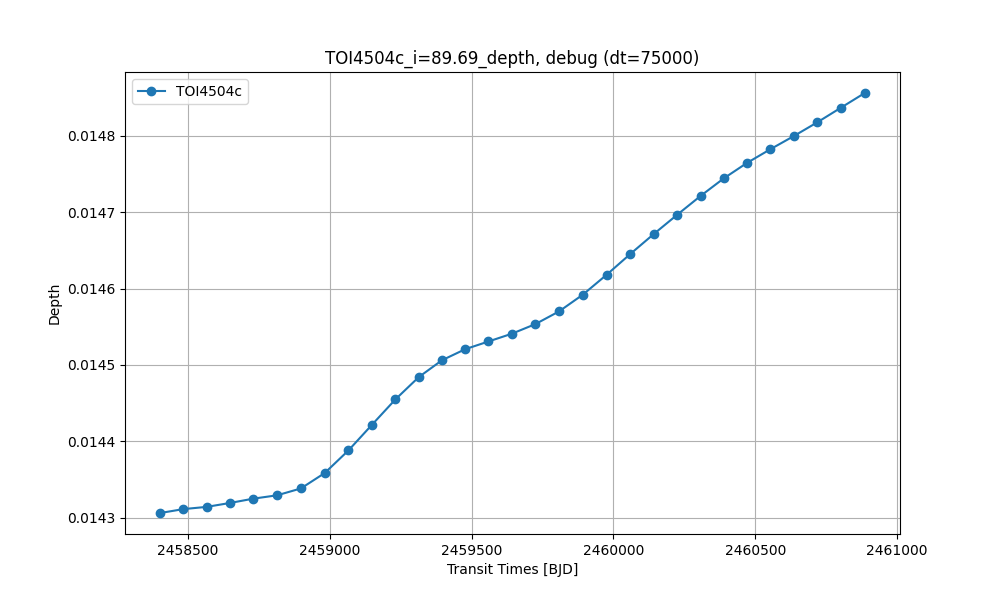 TOI4504c_i=89.69_depth, debug (dt=75000)
TOI4504c
0.0148
0.0147
0.0146
0.0145
0.0144
0.0143
Depth
2458500 2459000 2459500 2460000 2460500 2461000
Transit Times [BJD]